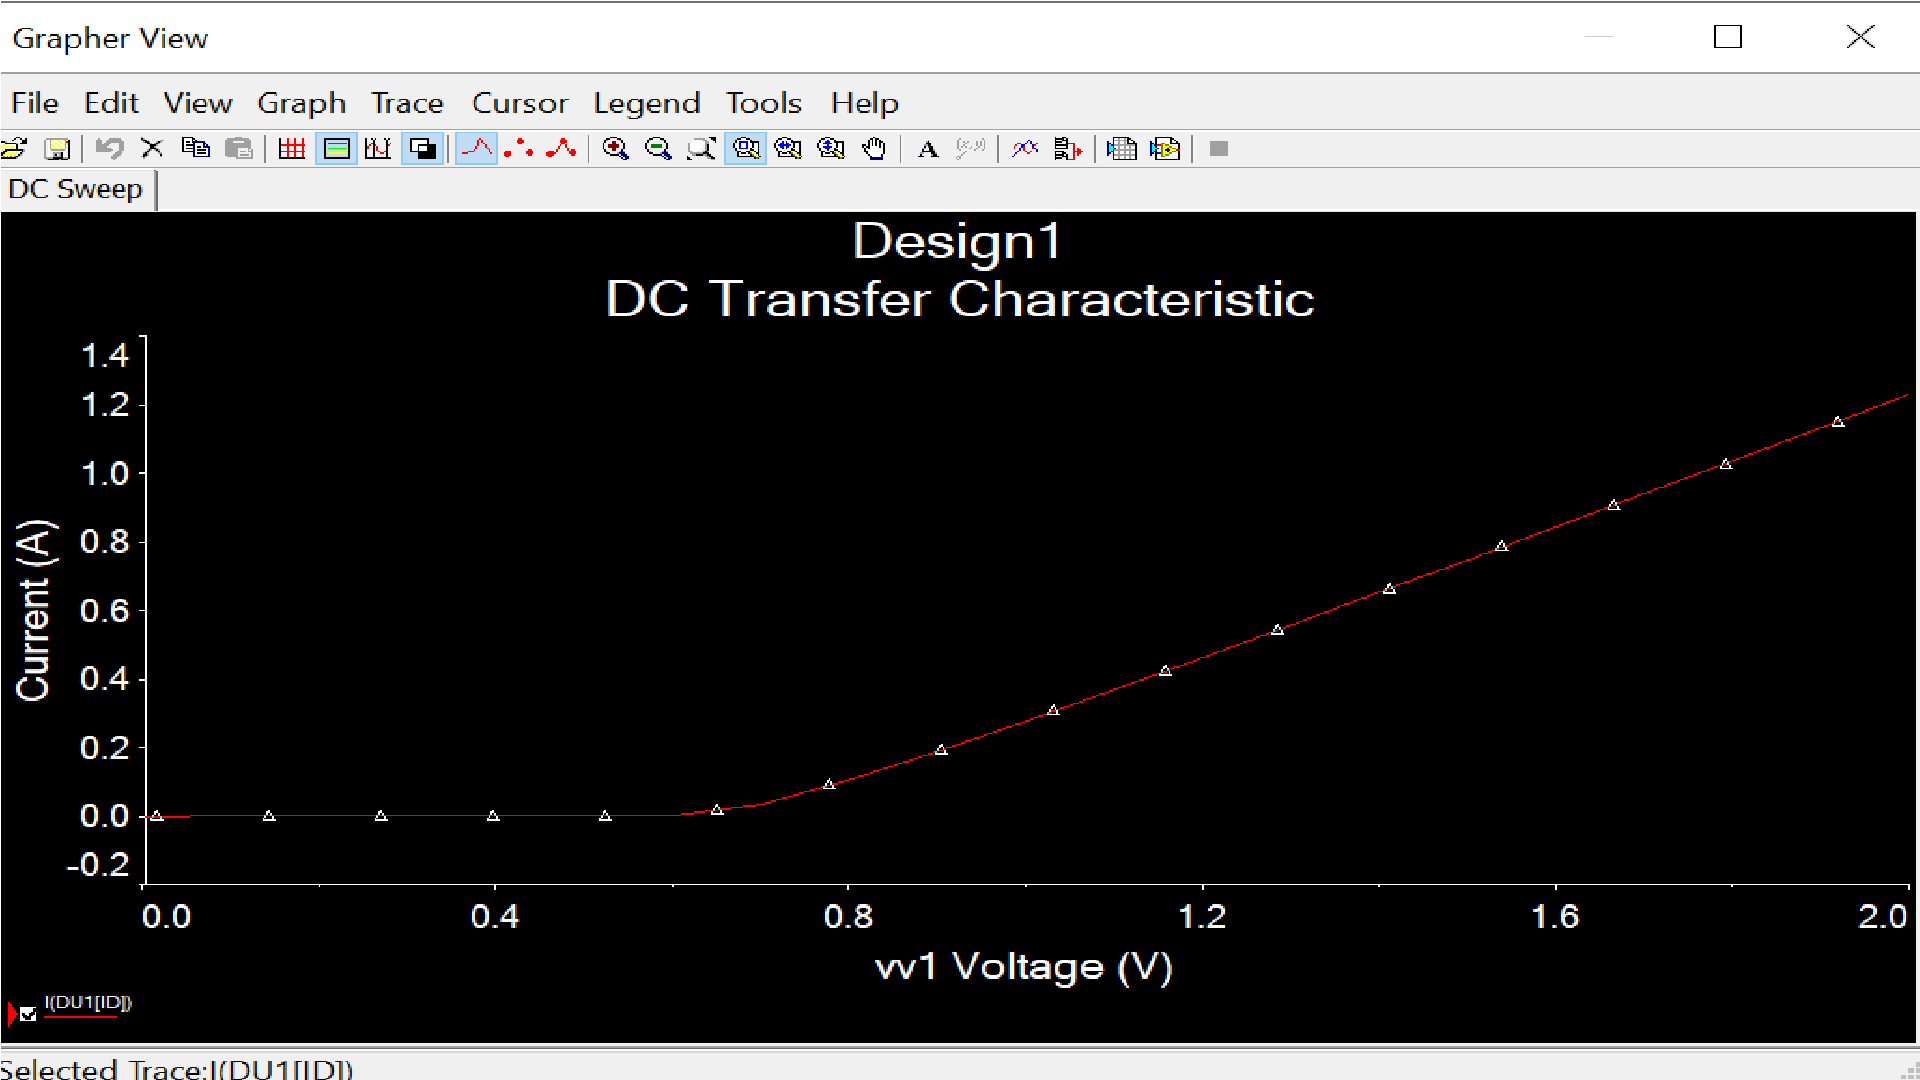 Grapher View
File Edit View Graph Trace Cursor Legend Tools Help
A
DC Sweep
Design1
DC Transfer Characteristic
1.4
1.2
1.0
0.8
0.6
0.4
0.2
0.0
-0.2
Current (A)
0.0 0.4 0.8 1.2 1.6 2.0
vv1 Voltage (V)
I(DU1[ID])
Selected Trace:I(DU1[ID])